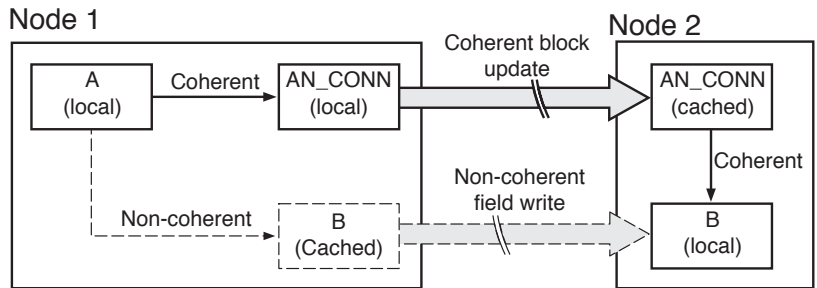 Node 1
Node 2
Coherent block
update
A
(local)
Coherent
AN_CONN
(local)
AN_CONN
(cached)
Coherent
Non-coherent
field write
Non-coherent
B
(Cached)
B
(local)